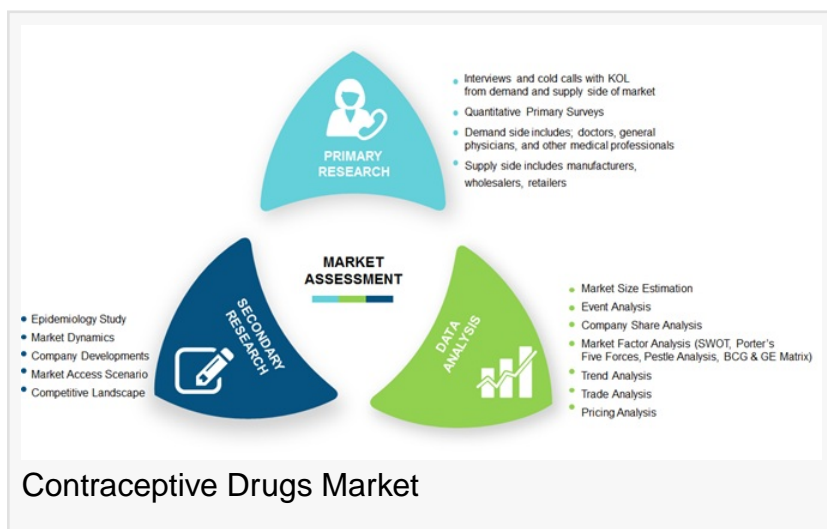 Interviews and cold calls with KOL
from demand and supply side of market
Quantitative Primary Surveys
Demand side includes; doctors, general
physicians, and other medical professionals
Supply side includes manufacturers,
wholesalers, retailers
PRIMARY
RESEARCH
MARKET
ASSESSMENT
SECONDARY
RESEARCH
Epidemiology Study
Market Dynamics
Company Developments
Market Access Scenario
Competitive Landscape
DATA
ANALYSIS
Market Size Estimation
Event Analysis
Company Share Analysis
Market Factor Analysis (SWOT, Porter's
Five Forces, Pestle Analysis, BCG & GE Matrix)
Trend Analysis
Trade Analysis
Pricing Analysis
Contraceptive Drugs Market